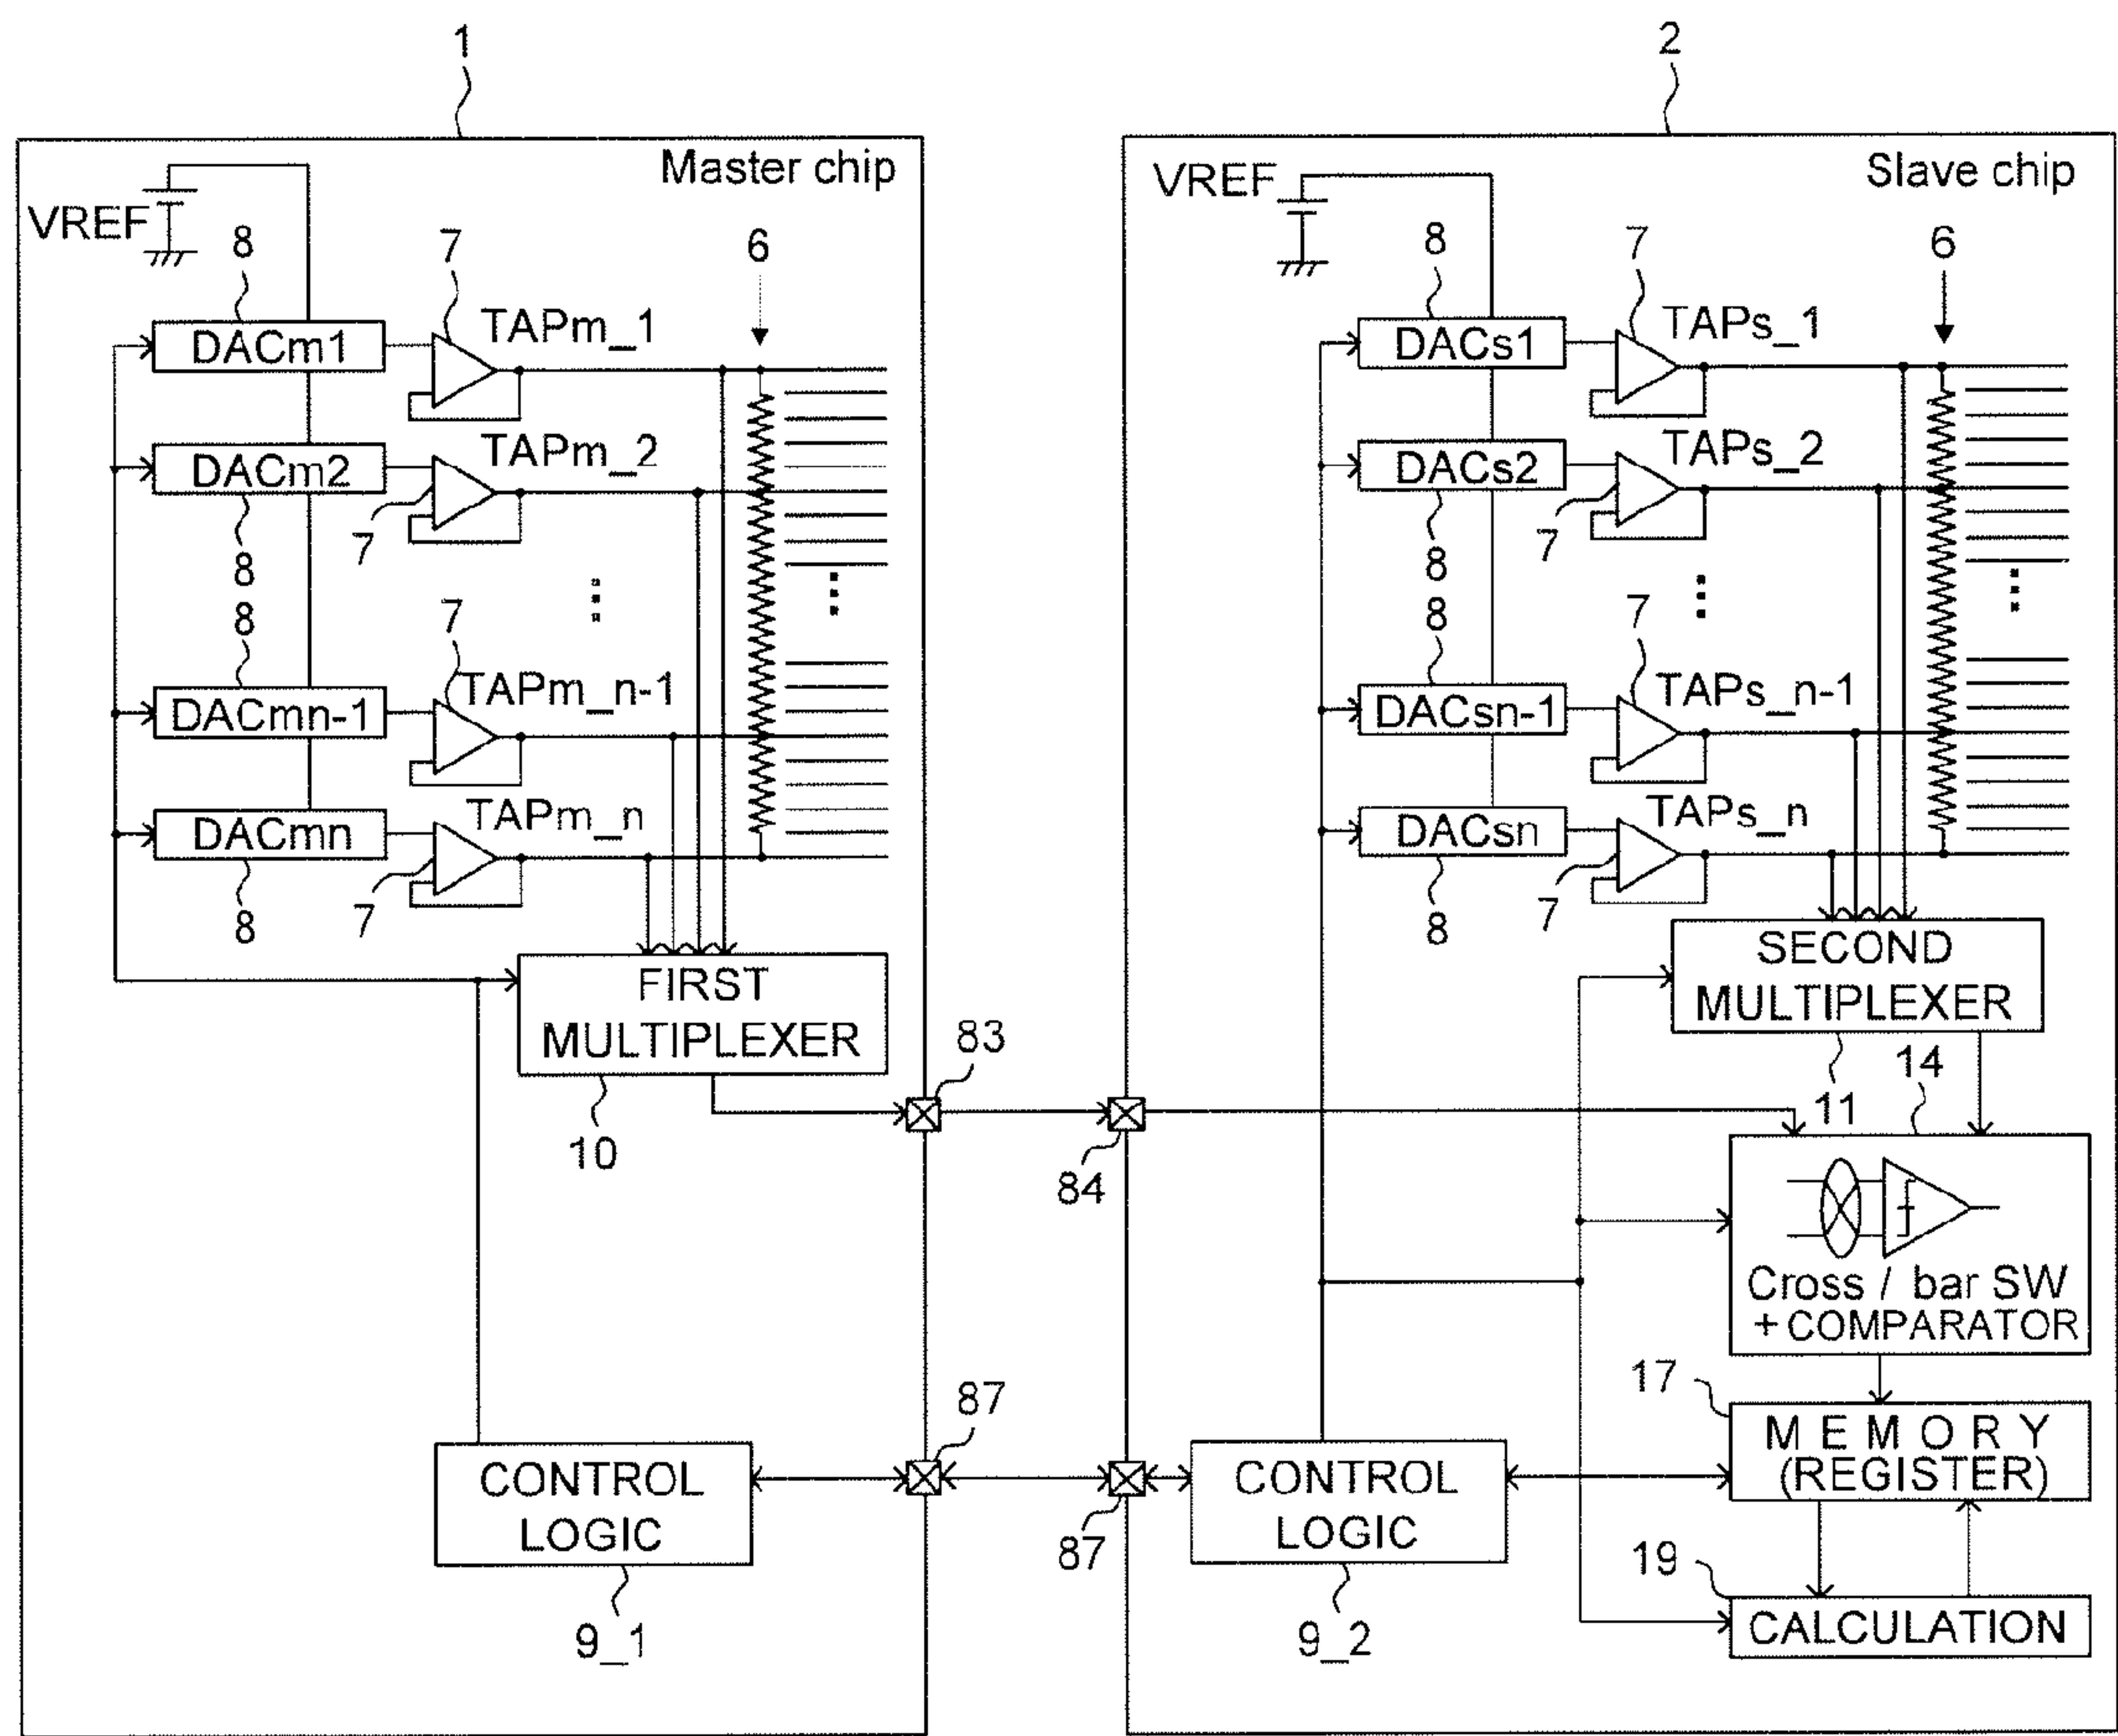 1
2
Master chip
Slave chip
VREF
VREF
8
7
6
8
7
6
DACm1
TAPm_1
DACs1
TAPs_1
DACm2
TAPm_2
DACs2
TAPs_2
8
7
8
7
8
7
8
7
DACmn-1
TAPm_n-1
DACsn-1
TAPs_n-1
DACmn
TAPm_n
DACsn
TAPs_n
8
7
8
7
FIRST
MULTIPLEXER
SECOND
MULTIPLEXER
10
83
84
11
14
Cross / bar SW
+COMPARATOR
87
87
17
MEMORY
(REGISTER)
CONTROL
LOGIC
CONTROL
LOGIC
9_1
9_2
19
CALCULATION